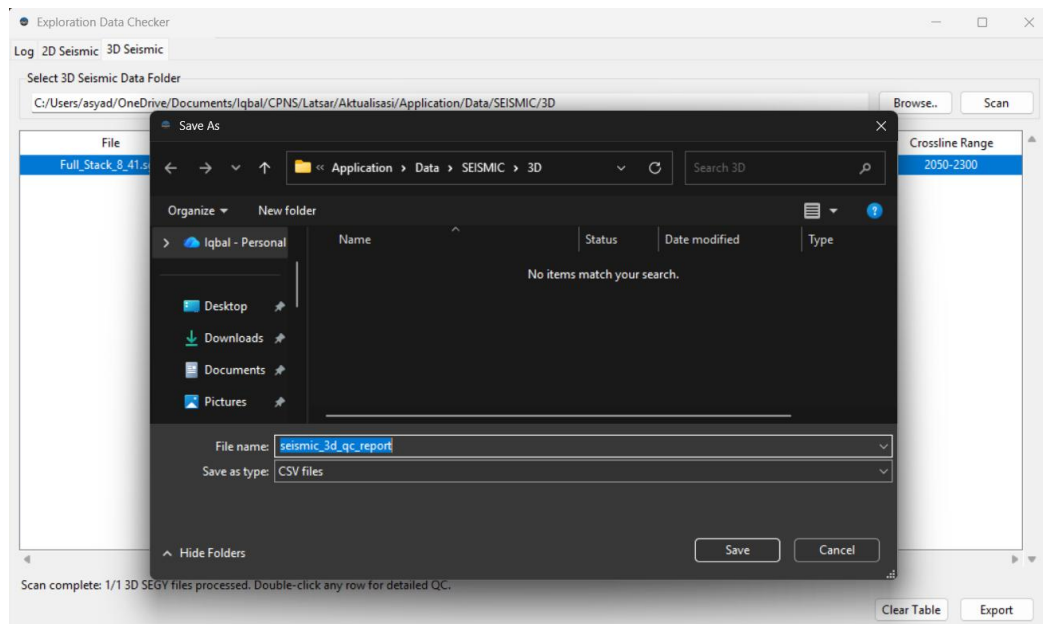 Exploration Data Checker
Log 2D Seismic 3D Seismic
Select 3D Seismic Data Folder
C:/Users/asyad/OneDrive/Documents/Iqbal/CPNS/Latsar/Aktualisasi/Application/Data/SEISMIC/3D
Browse.. Scan
File Crossline Range
Full_Stack_8_41.s 2050-2300
Save As
« Application > Data > SEISMIC > 3D
Search 3D
Organize New folder
Iqbal - Personal
Desktop
Downloads
Documents
Pictures
Name Status Date modified Type
No items match your search.
File name: seismic_3d_qc_report
Save as type: CSV files
Hide Folders Save Cancel
Scan complete: 1/1 3D SEGY files processed. Double-click any row for detailed QC.
Clear Table Export